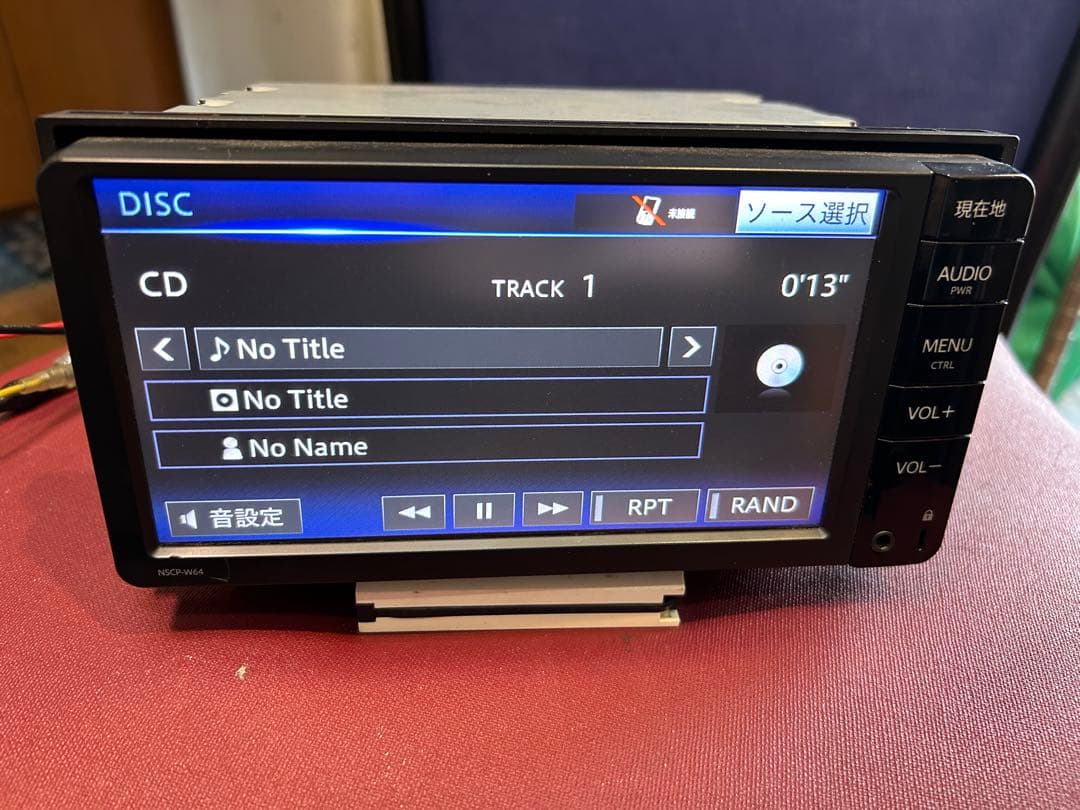 DISC
未接続
ソース選択
CD
TRACK 1
0'13"
No Title
No Title
No Name
音設定
RPT
RAND
現在地
AUDIO
PWR
MENU
CTRL
VOL+
VOL−
NSCP-W64